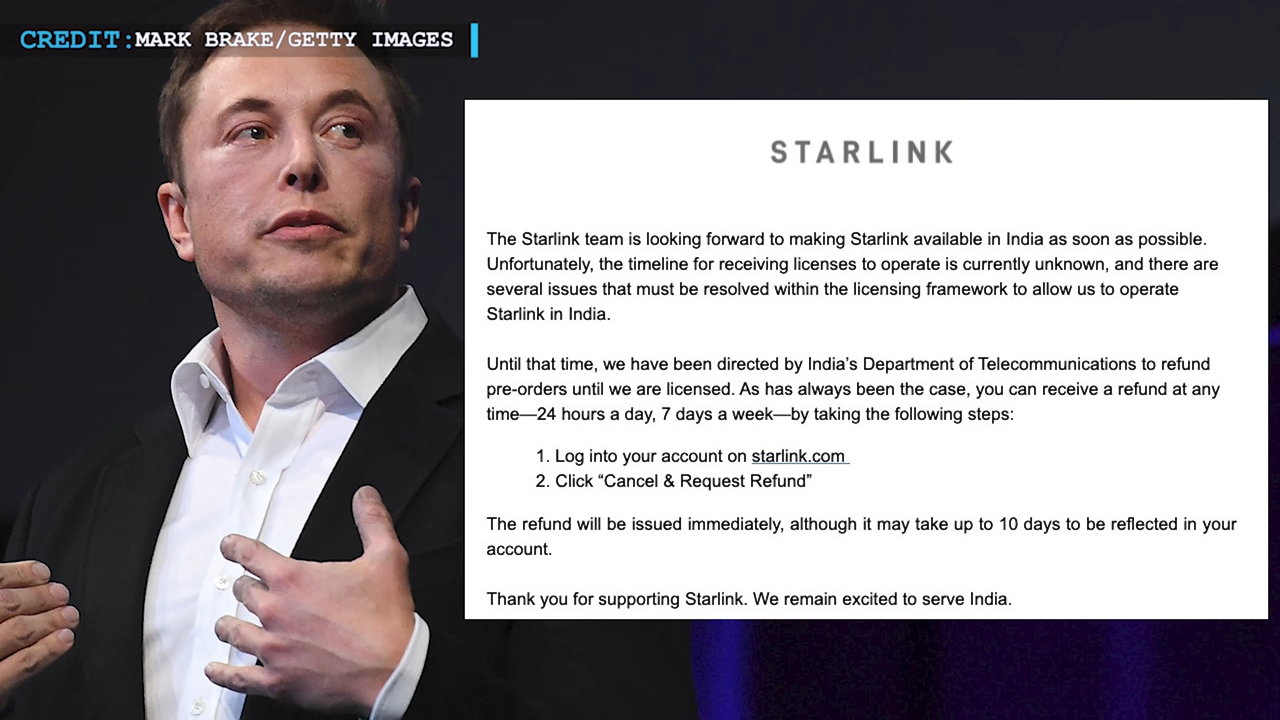 CREDIT:MARK BRAKE/GETTY IMAGES
STARLINK
The Starlink team is looking forward to making Starlink available in India as soon as possible.
Unfortunately, the timeline for receiving licenses to operate is currently unknown, and there are
several issues that must be resolved within the licensing framework to allow us to operate
Starlink in India.
Until that time, we have been directed by India’s Department of Telecommunications to refund
pre-orders until we are licensed. As has always been the case, you can receive a refund at any
time—24 hours a day, 7 days a week—by taking the following steps:
1. Log into your account on starlink.com
2. Click “Cancel & Request Refund”
The refund will be issued immediately, although it may take up to 10 days to be reflected in your
account.
Thank you for supporting Starlink. We remain excited to serve India.